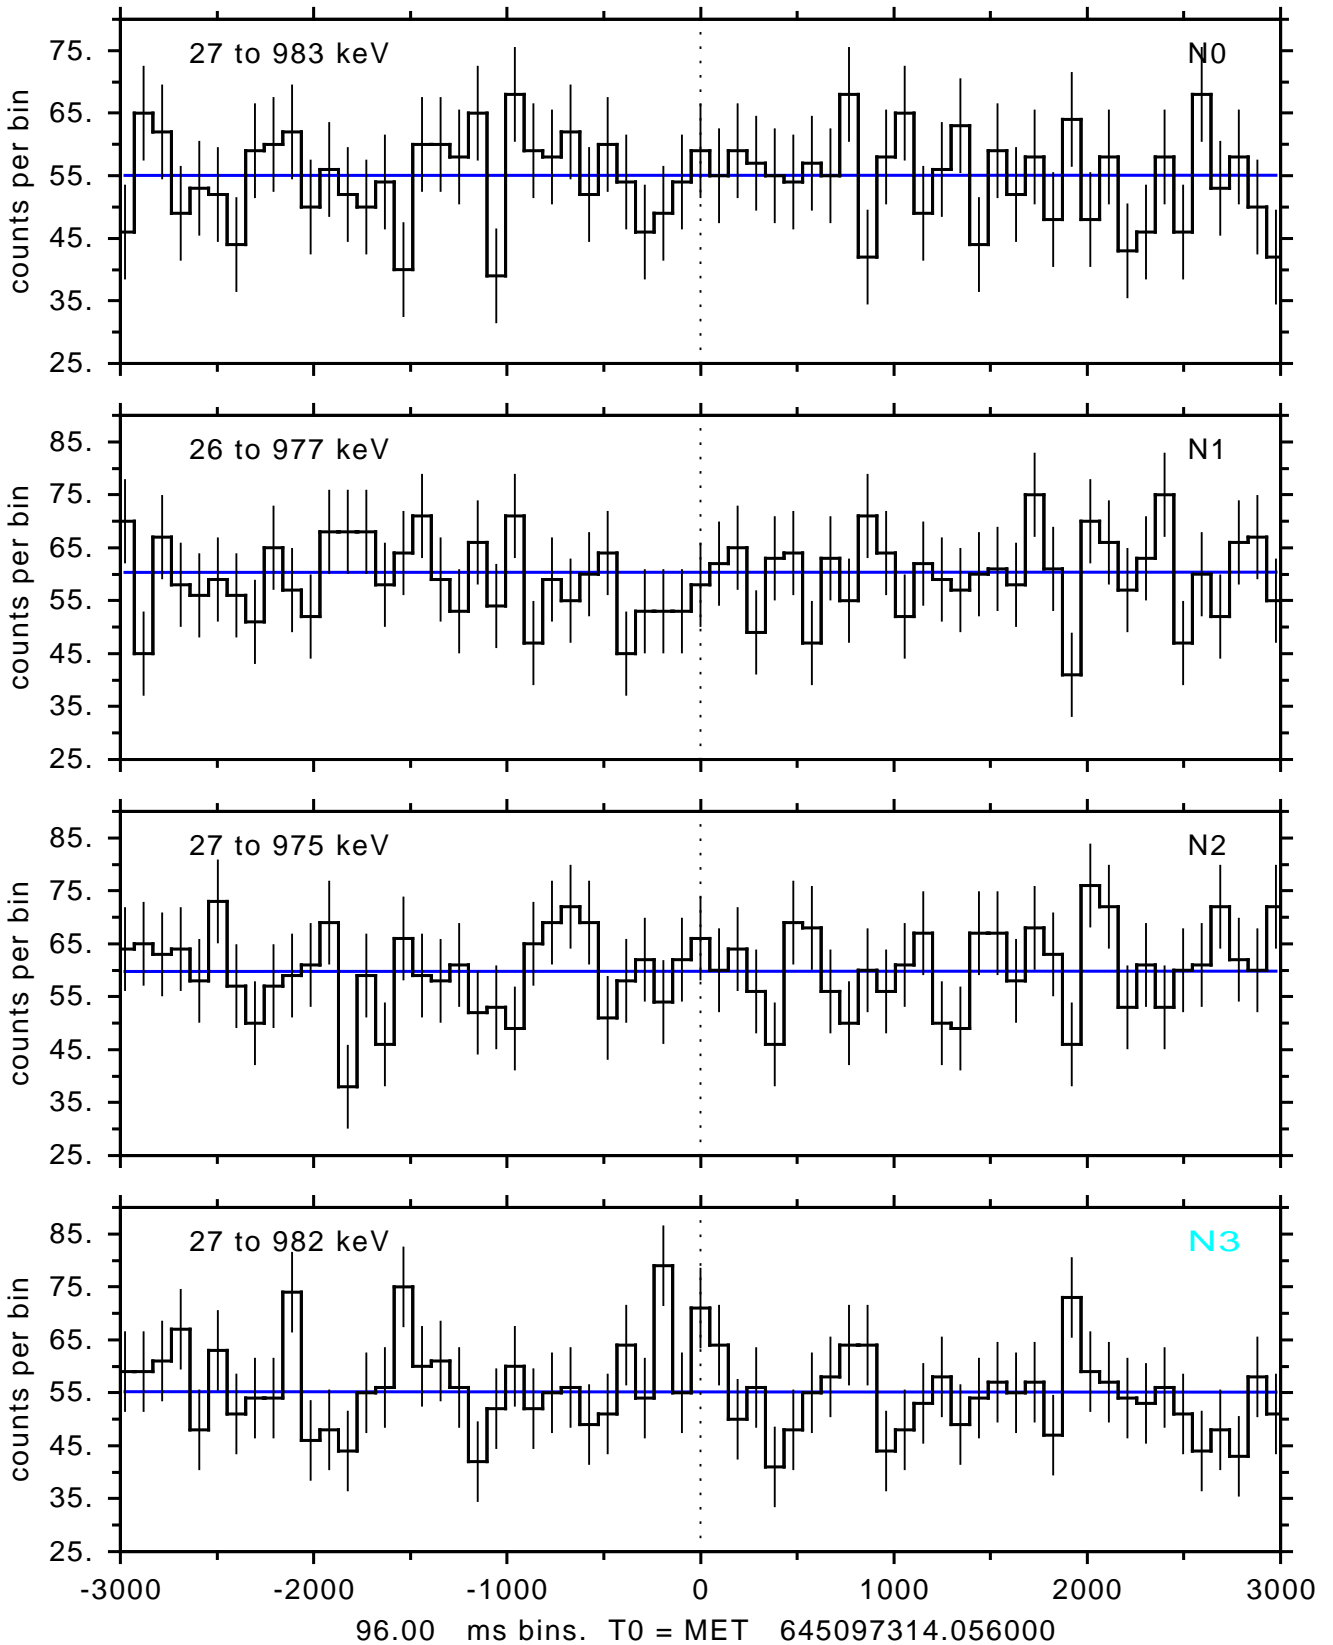 27 to 983 keV N0
75.
65.
55.
45.
35.
25.
counts per bin
26 to 977 keV N1
85.
75.
65.
55.
45.
35.
25.
counts per bin
27 to 975 keV N2
85.
75.
65.
55.
45.
35.
25.
counts per bin
27 to 982 keV N3
85.
75.
65.
55.
45.
35.
25.
counts per bin
-3000 -2000 -1000 0 1000 2000 3000
96.00 ms bins. T0 = MET 645097314.056000